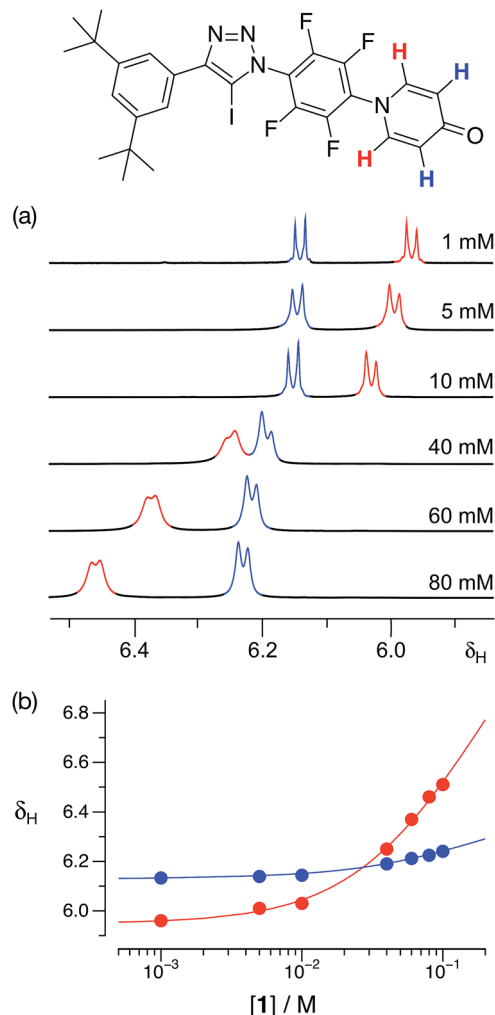 N=N
N
F
F
H
H
I
N
F
F
O
H
H
(a)
1 mM
5 mM
10 mM
40 mM
60 mM
80 mM
6.4 6.2 6.0 δH
(b)
6.8
6.6
δH
6.4
6.2
6.0
10⁻³ 10⁻² 10⁻¹
[1] / M